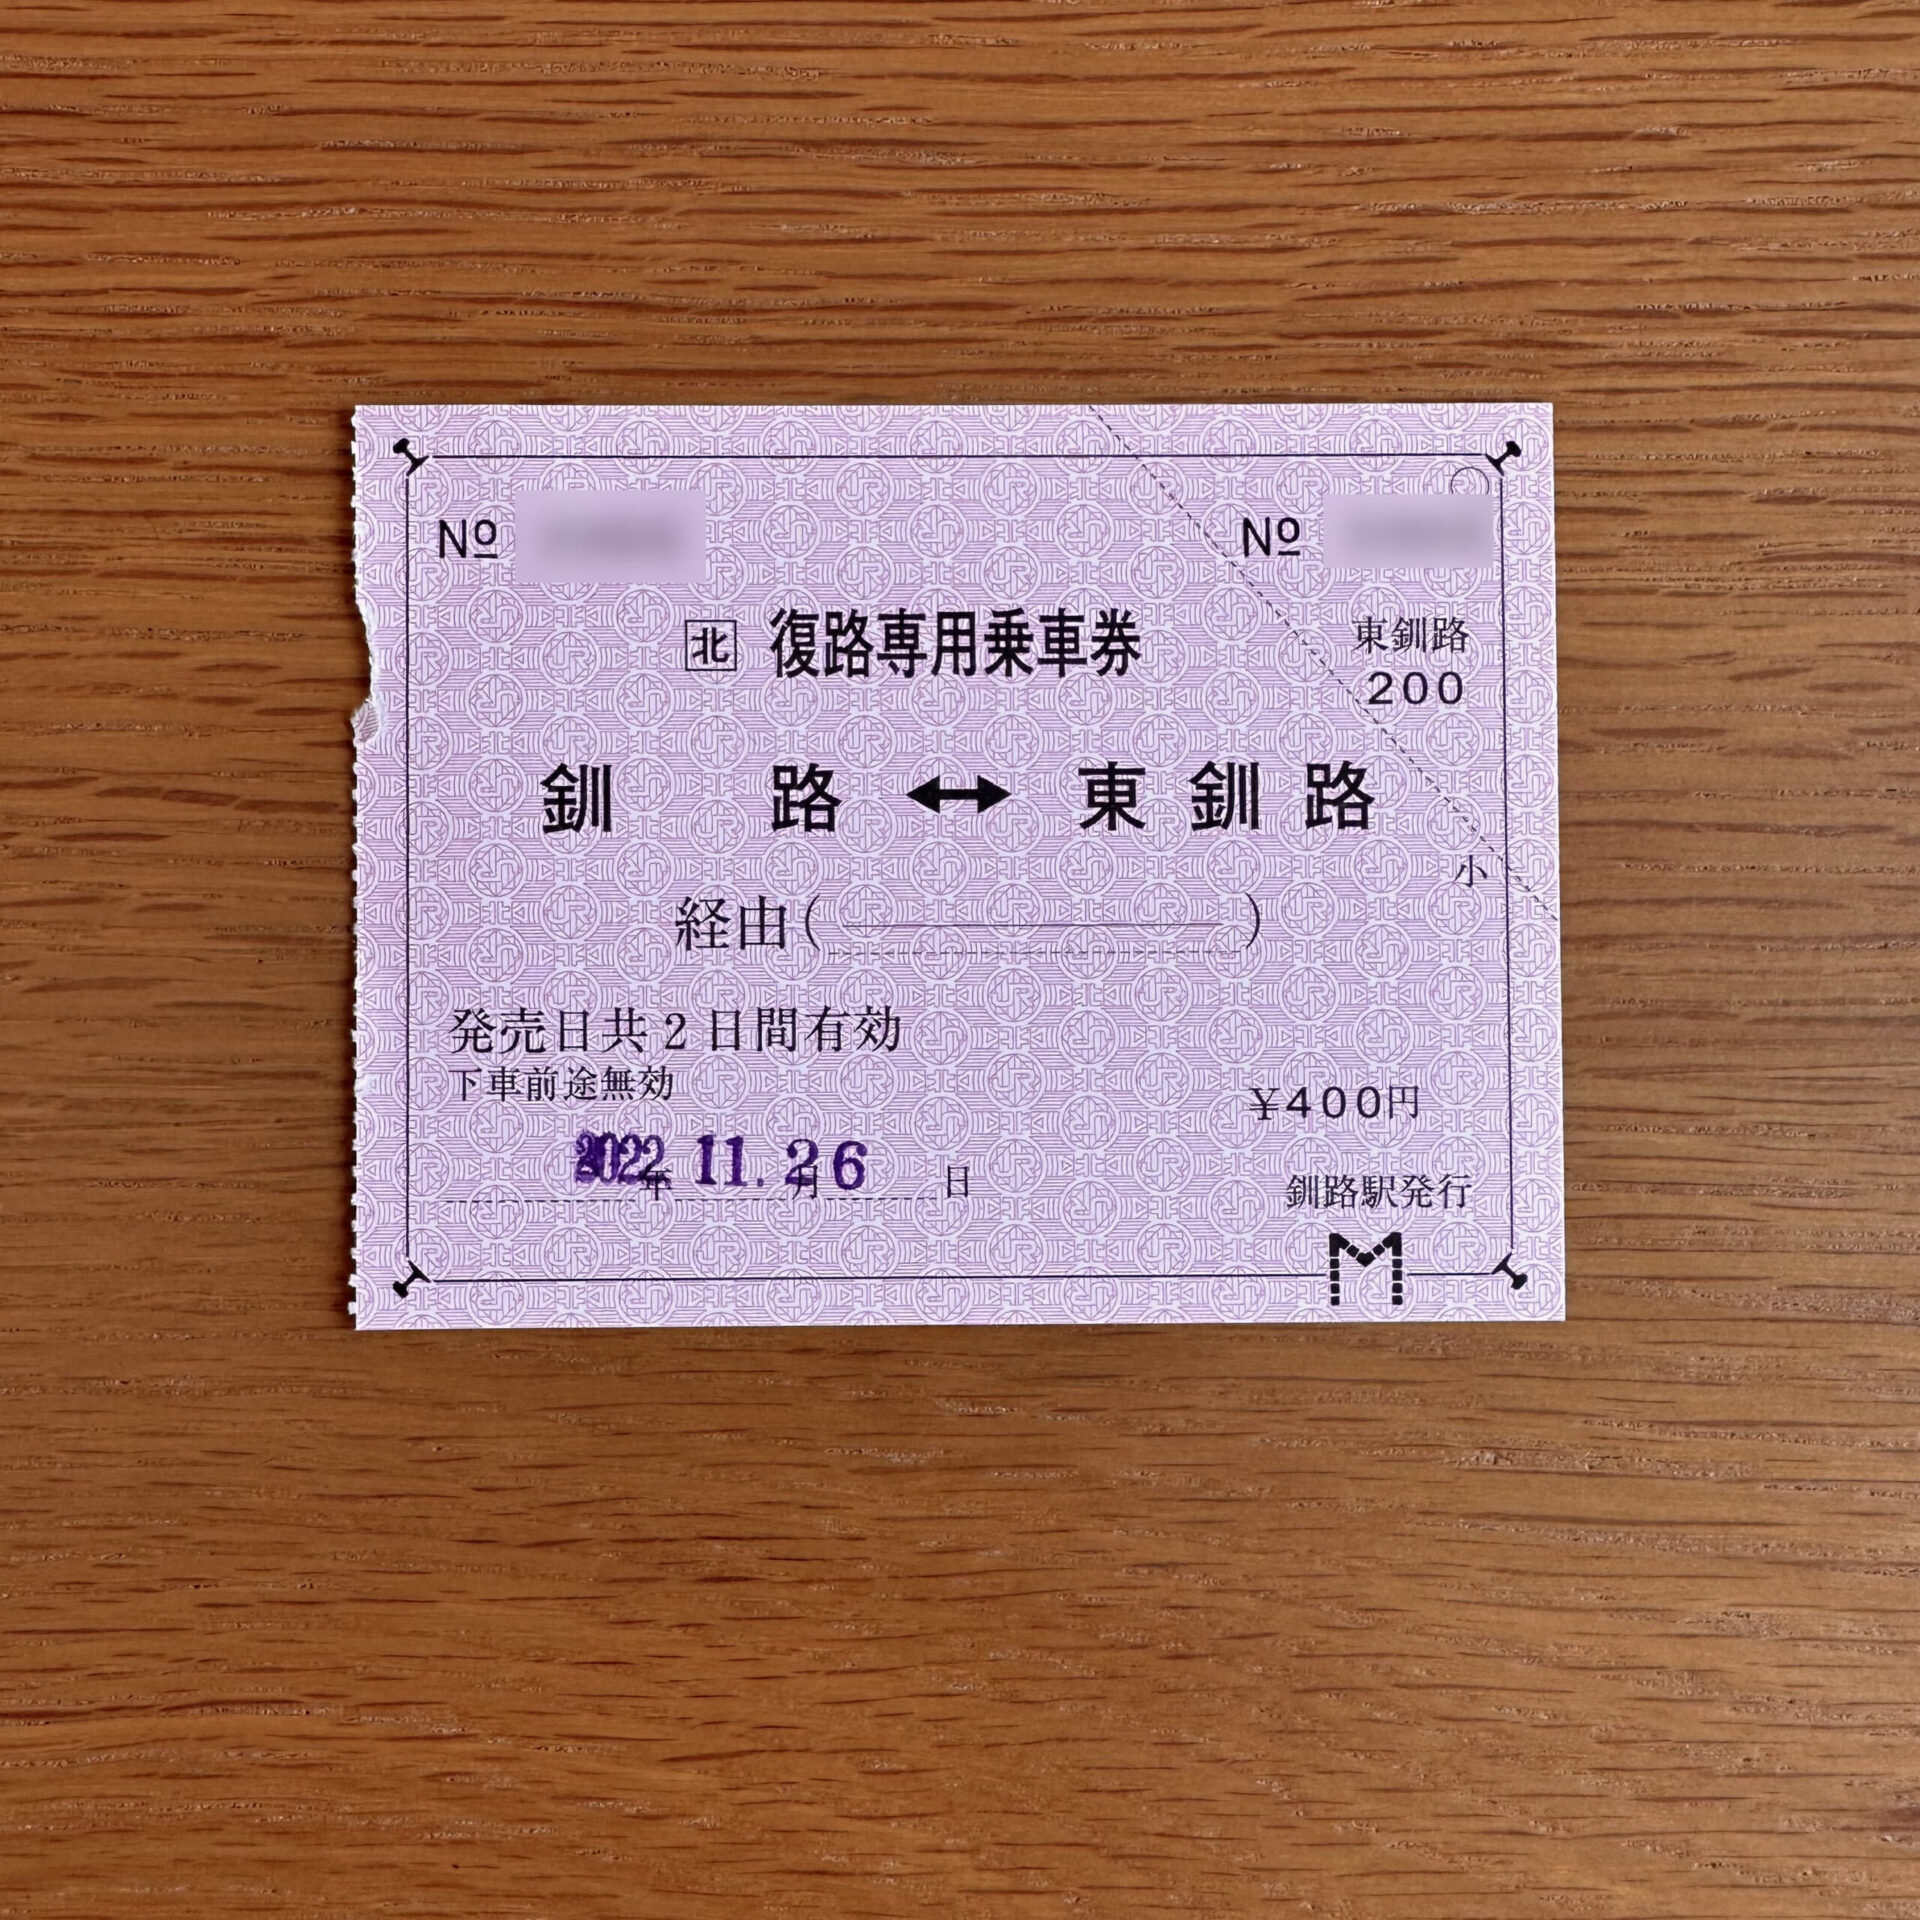 № №
北 復路専用乗車券
東釧路
200
釧路↔東釧路
小
経由( )
発売日共2日間有効
下車前途無効
¥400円
2022年11.月26日
釧路駅発行
M